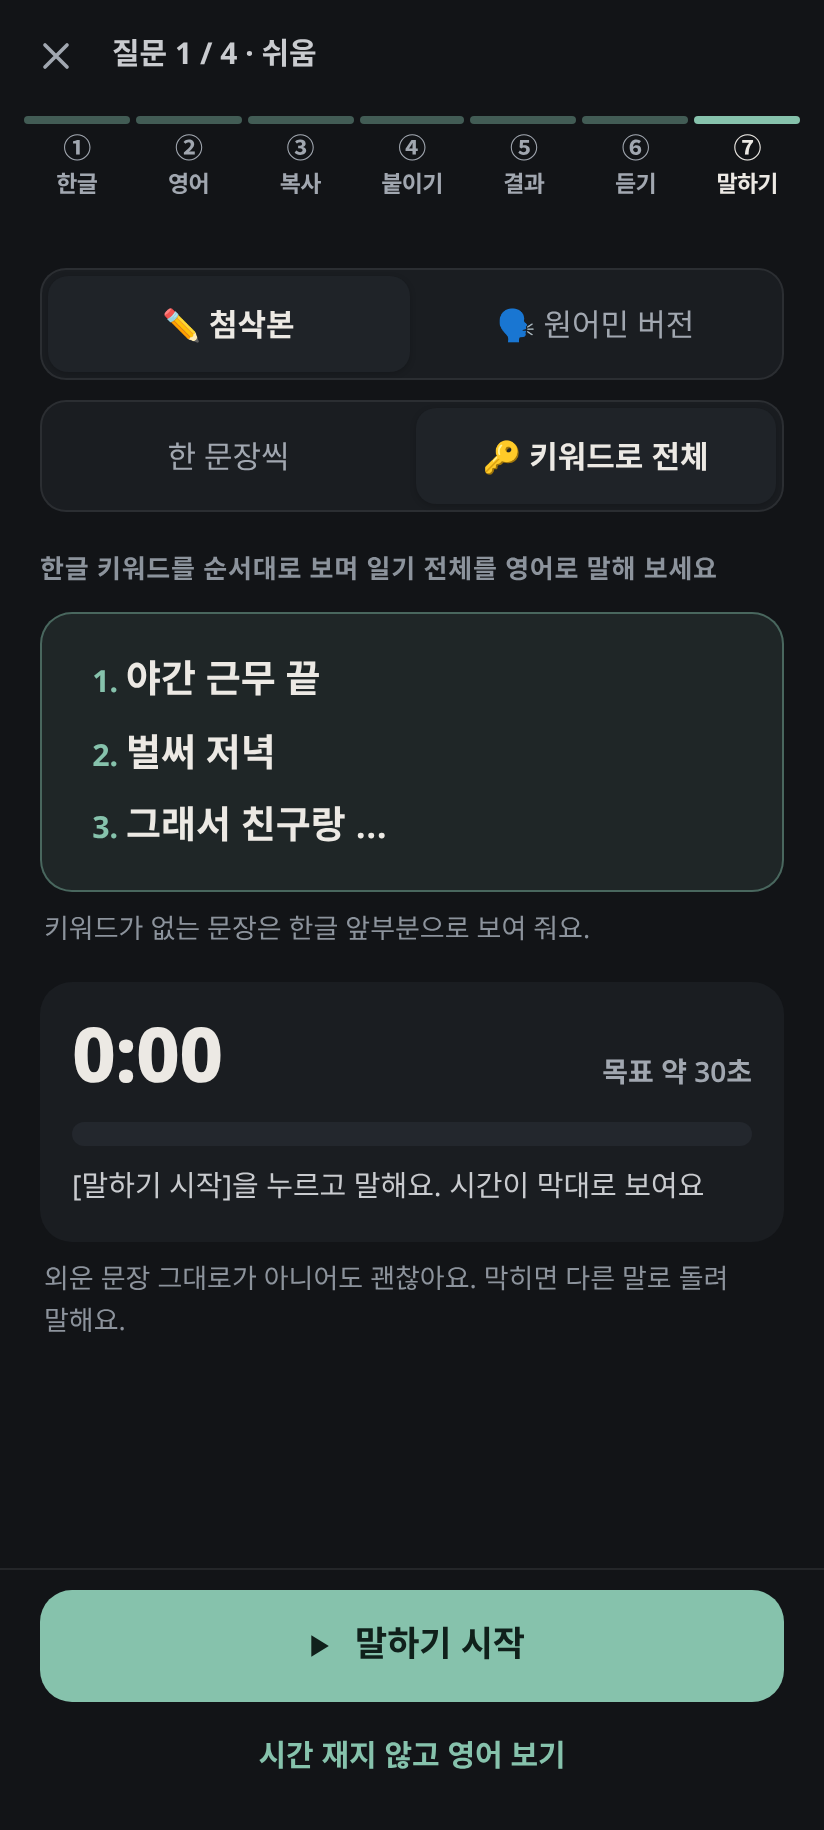 질문 1 / 4 · 쉬움
① ② ③ ④ ⑤ ⑥ ⑦
한글 영어 복사 붙이기 결과 듣기 말하기
✏️ 첨삭본 🗣️ 원어민 버전
한 문장씩 🔑 키워드로 전체
한글 키워드를 순서대로 보며 일기 전체를 영어로 말해 보세요
1. 야간 근무 끝
2. 벌써 저녁
3. 그래서 친구랑 ...
키워드가 없는 문장은 한글 앞부분으로 보여 줘요.
0:00
목표 약 30초
[말하기 시작]을 누르고 말해요. 시간이 막대로 보여요
외운 문장 그대로가 아니어도 괜찮아요. 막히면 다른 말로 돌려
말해요.
▶ 말하기 시작
시간 재지 않고 영어 보기